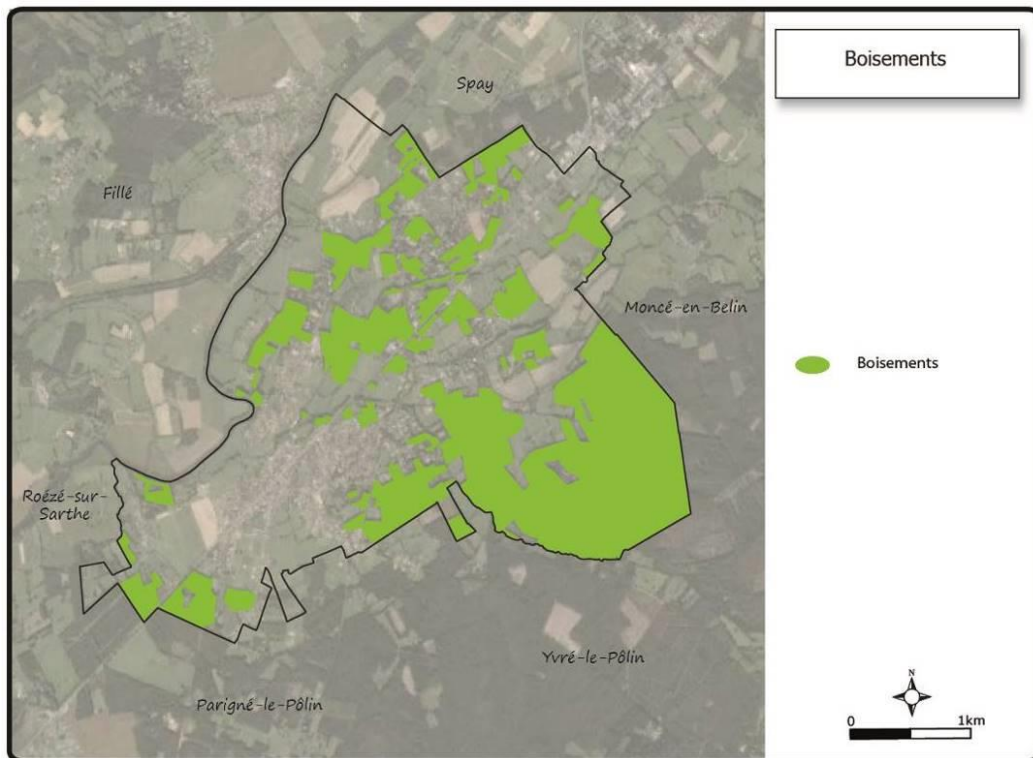 Boisements
Spay
Fillé
Moncé-en-Belin
Boisements
Roézé-sur-
Sarthe
Yvré-le-Pôlin
Parigné-le-Pôlin
N
0 1km